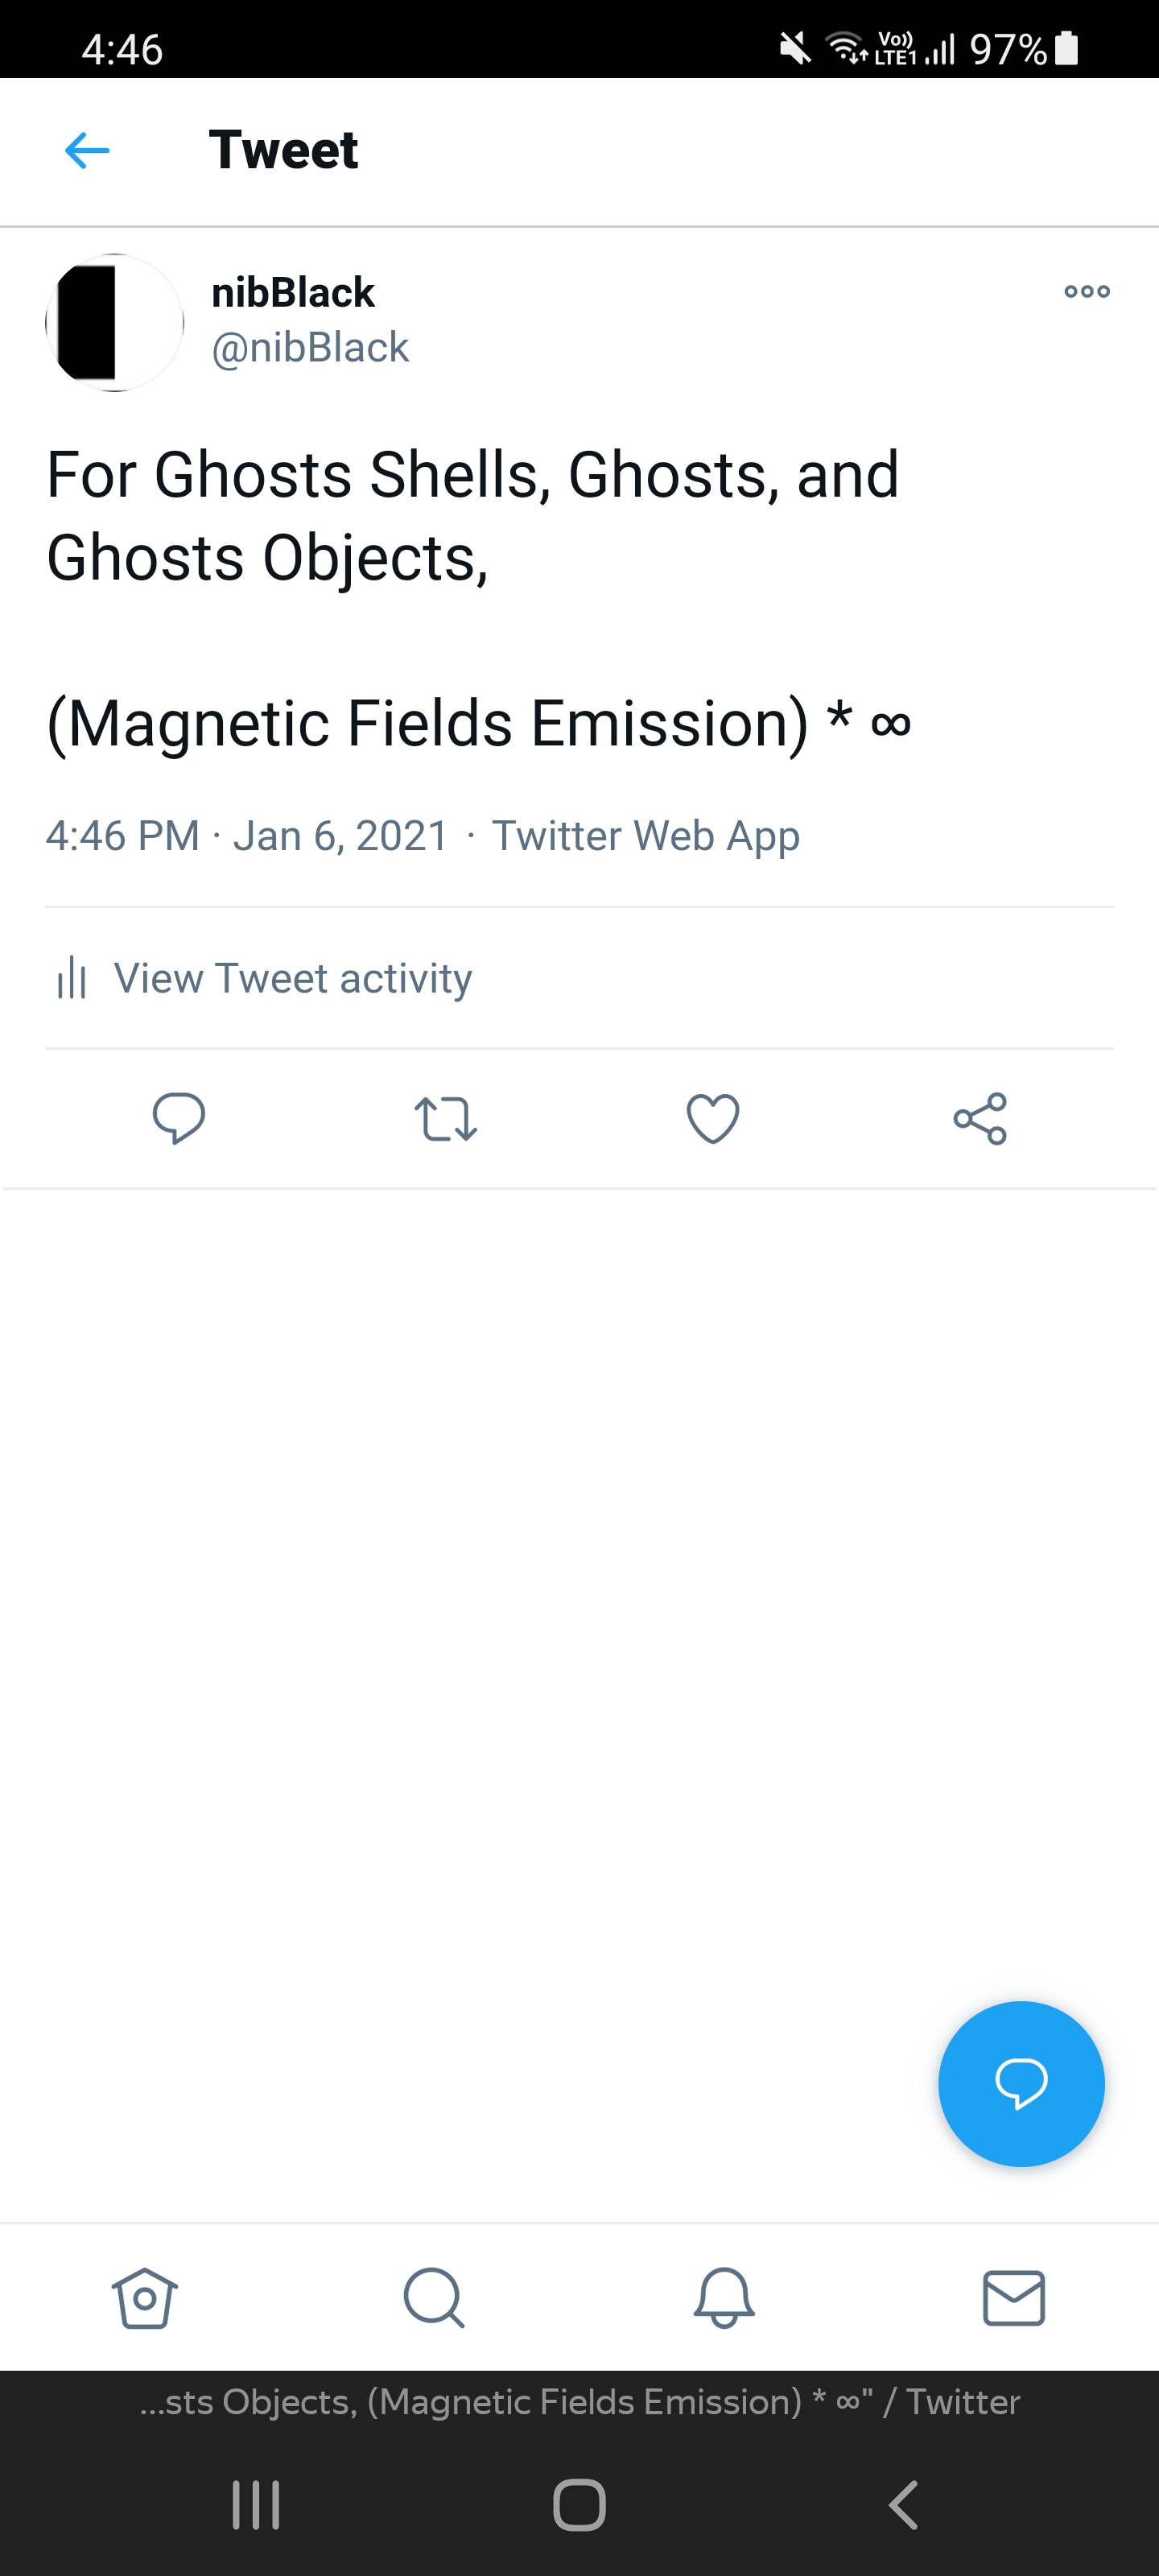 4:46
Vo)) LTE1 97%
Tweet
nibBlack
@nibBlack
For Ghosts Shells, Ghosts, and
Ghosts Objects,
(Magnetic Fields Emission) * ∞
4:46 PM · Jan 6, 2021 · Twitter Web App
View Tweet activity
...sts Objects, (Magnetic Fields Emission) * ∞" / Twitter